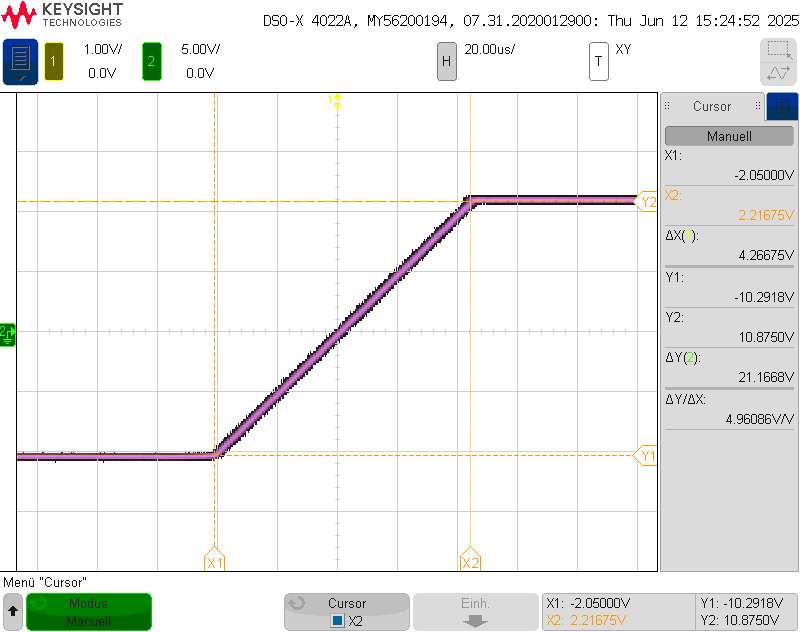 KEYSIGHT
TECHNOLOGIES
DSO-X 4022A, MY56200194, 07.31.2020012900: Thu Jun 12 15:24:52 2025
1 1.00V/ 2 5.00V/ H 20.00us/ T XY
0.0V 0.0V
1
Cursor
Manuell
X1:
-2.05000V
X2:
2.21675V
ΔX(1):
4.26675V
Y1:
-10.2918V
Y2:
10.8750V
ΔY(2):
21.1668V
ΔY/ΔX:
4.96086V/V
Y2
2
Y1
X1 X2
Menü "Cursor"
Modus
Manuell
Cursor
X2
Einh.
X1: -2.05000V
X2: 2.21675V
Y1: -10.2918V
Y2: 10.8750V